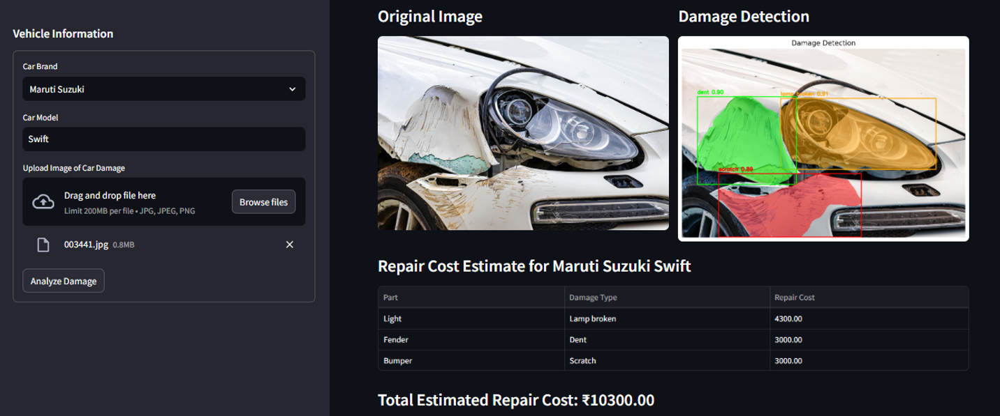 Vehicle Information
Car Brand
Maruti Suzuki
Car Model
Swift
Upload Image of Car Damage
Drag and drop file here
Limit 200MB per file • JPG, JPEG, PNG
Browse files
003441.jpg 0.8MB
Analyze Damage
Original Image
Damage Detection
Damage Detection
dent 0.90
lamp broken 0.91
scratch 0.89
Repair Cost Estimate for Maruti Suzuki Swift
Part Damage Type Repair Cost
Light Lamp broken 4300.00
Fender Dent 3000.00
Bumper Scratch 3000.00
Total Estimated Repair Cost: ₹10300.00